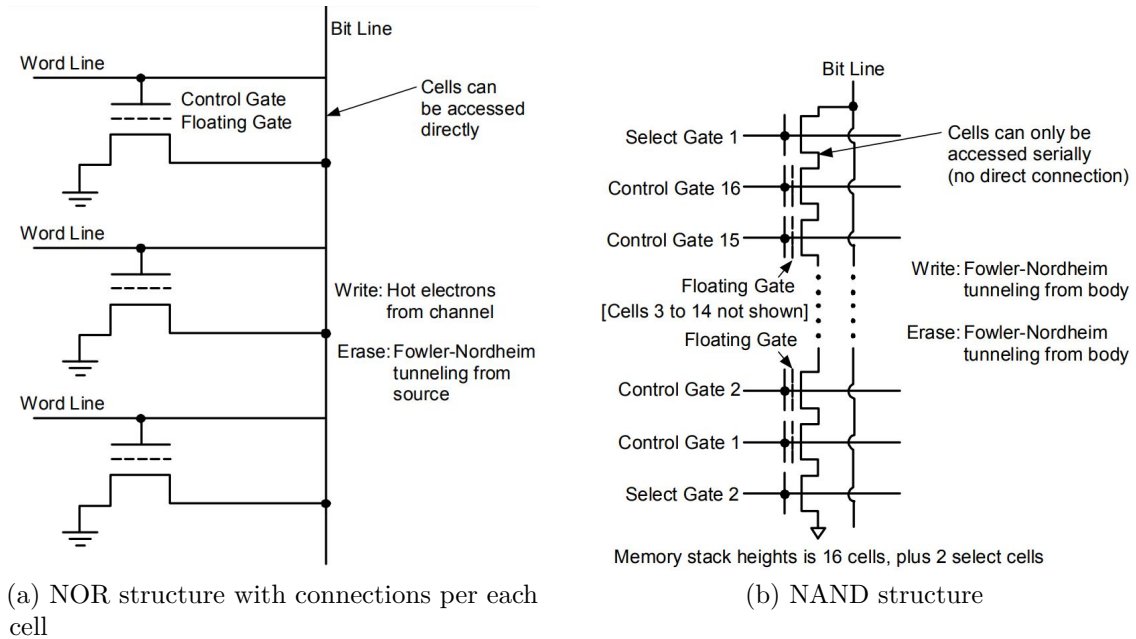 Bit Line
Word Line
Control Gate
Floating Gate
Cells can
be accessed
directly
Word Line
Write: Hot electrons
from channel
Erase: Fowler-Nordheim
tunneling from
source
Word Line
(a) NOR structure with connections per each
cell
Bit Line
Select Gate 1
Cells can only be
accessed serially
(no direct connection)
Control Gate 16
Control Gate 15
Floating Gate
[Cells 3 to 14 not shown]
Floating Gate
Write: Fowler-Nordheim
tunneling from body
Erase: Fowler-Nordheim
tunneling from body
Control Gate 2
Control Gate 1
Select Gate 2
Memory stack heights is 16 cells, plus 2 select cells
(b) NAND structure